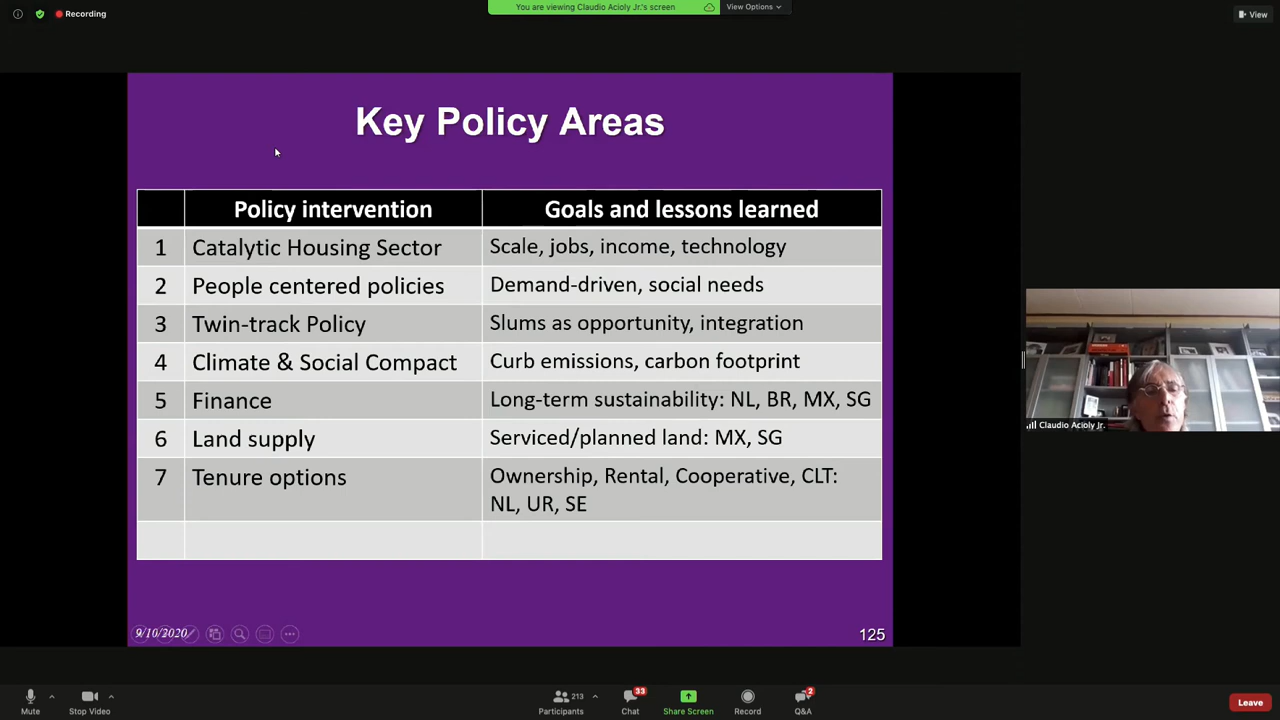 Recording
You are viewing Claudio Acioly Jr.'s screen
View Options
View
Key Policy Areas
Policy intervention
Goals and lessons learned
1
Catalytic Housing Sector
Scale, jobs, income, technology
2
People centered policies
Demand-driven, social needs
3
Twin-track Policy
Slums as opportunity, integration
4
Climate & Social Compact
Curb emissions, carbon footprint
5
Finance
Long-term sustainability: NL, BR, MX, SG
6
Land supply
Serviced/planned land: MX, SG
7
Tenure options
Ownership, Rental, Cooperative, CLT:
NL, UR, SE
9/10/2020
125
Claudio Acioly Jr.
Mute
Stop Video
213
Participants
33
Chat
Share Screen
Record
2
Q&A
Leave